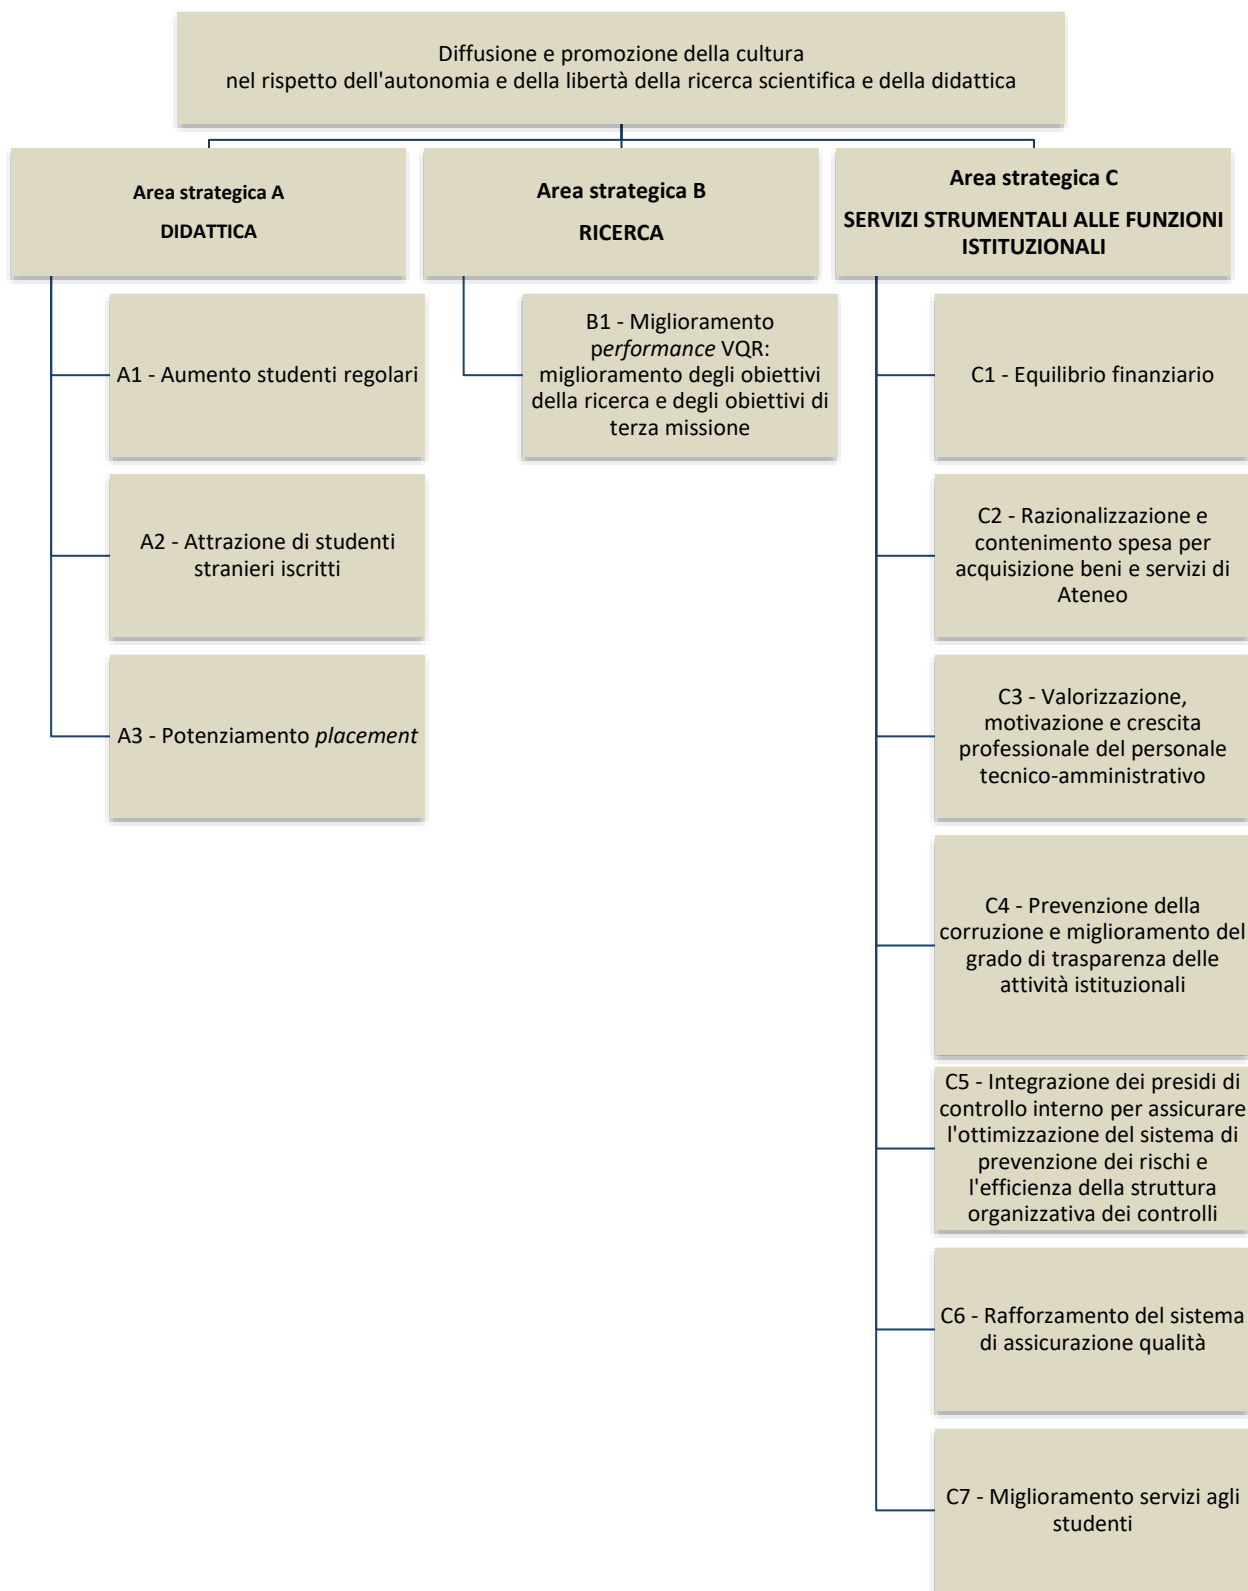 Diffusione e promozione della cultura
nel rispetto dell'autonomia e della libertà della ricerca scientifica e della didattica
Area strategica A
DIDATTICA
A1 - Aumento studenti regolari
A2 - Attrazione di studenti
stranieri iscritti
A3 - Potenziamento placement
Area strategica B
RICERCA
B1 - Miglioramento
performance VQR:
miglioramento degli obiettivi
della ricerca e degli obiettivi di
terza missione
Area strategica C
SERVIZI STRUMENTALI ALLE FUNZIONI
ISTITUZIONALI
C1 - Equilibrio finanziario
C2 - Razionalizzazione e
contenimento spesa per
acquisizione beni e servizi di
Ateneo
C3 - Valorizzazione,
motivazione e crescita
professionale del personale
tecnico-amministrativo
C4 - Prevenzione della
corruzione e miglioramento del
grado di trasparenza delle
attività istituzionali
C5 - Integrazione dei presidi di
controllo interno per assicurare
l'ottimizzazione del sistema di
prevenzione dei rischi e
l'efficienza della struttura
organizzativa dei controlli
C6 - Rafforzamento del sistema
di assicurazione qualità
C7 - Miglioramento servizi agli
studenti